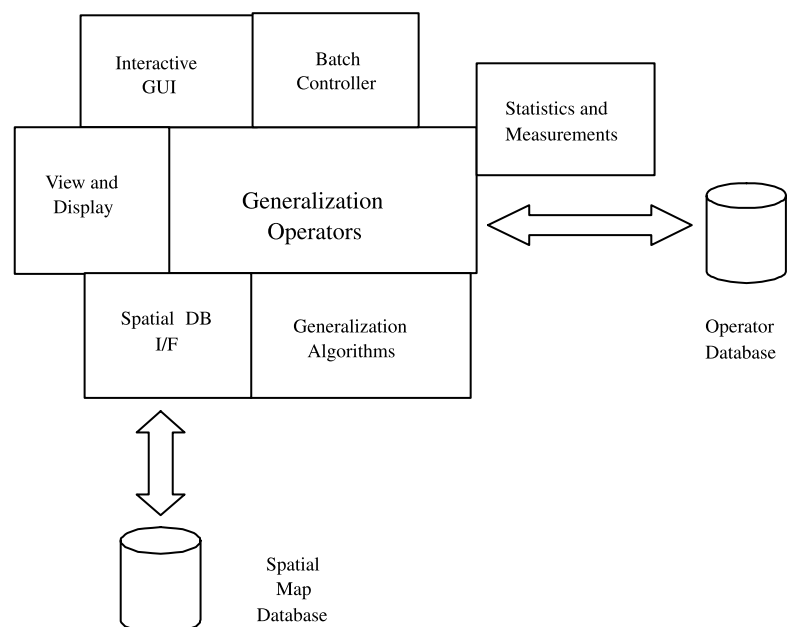 Interactive
GUI
Batch
Controller
Statistics and
Measurements
View and
Display
Generalization
Operators
Spatial DB
I/F
Generalization
Algorithms
Operator
Database
Spatial
Map
Database